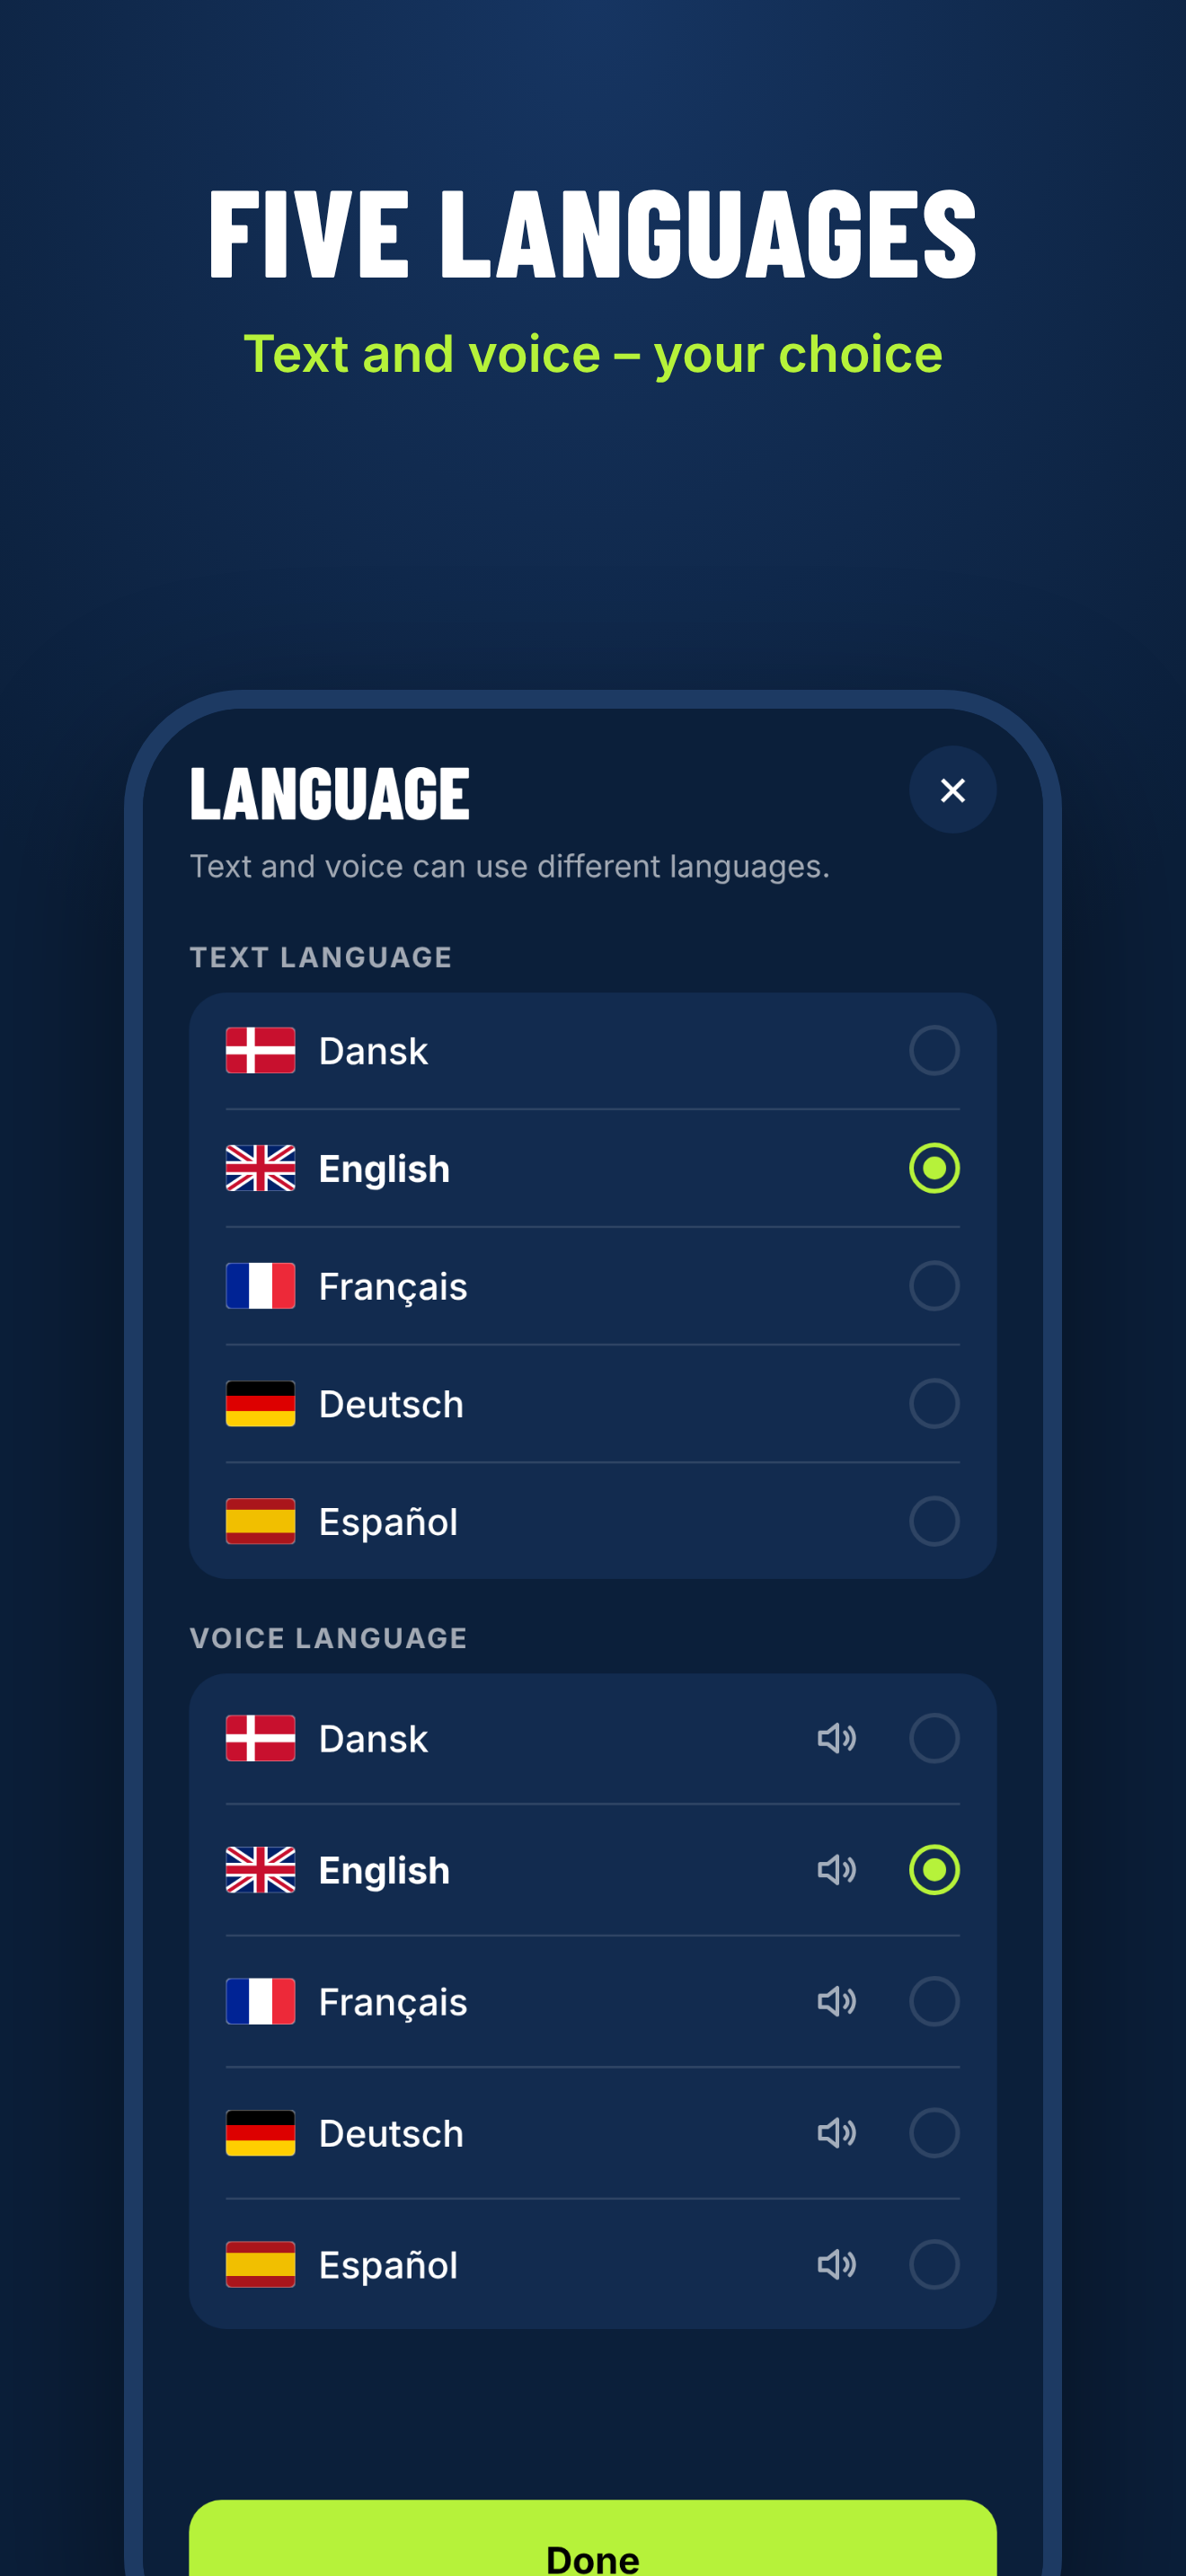 FIVE LANGUAGES
Text and voice – your choice
LANGUAGE
Text and voice can use different languages.
TEXT LANGUAGE
Dansk
English
Français
Deutsch
Español
VOICE LANGUAGE
Dansk
English
Français
Deutsch
Español
Done